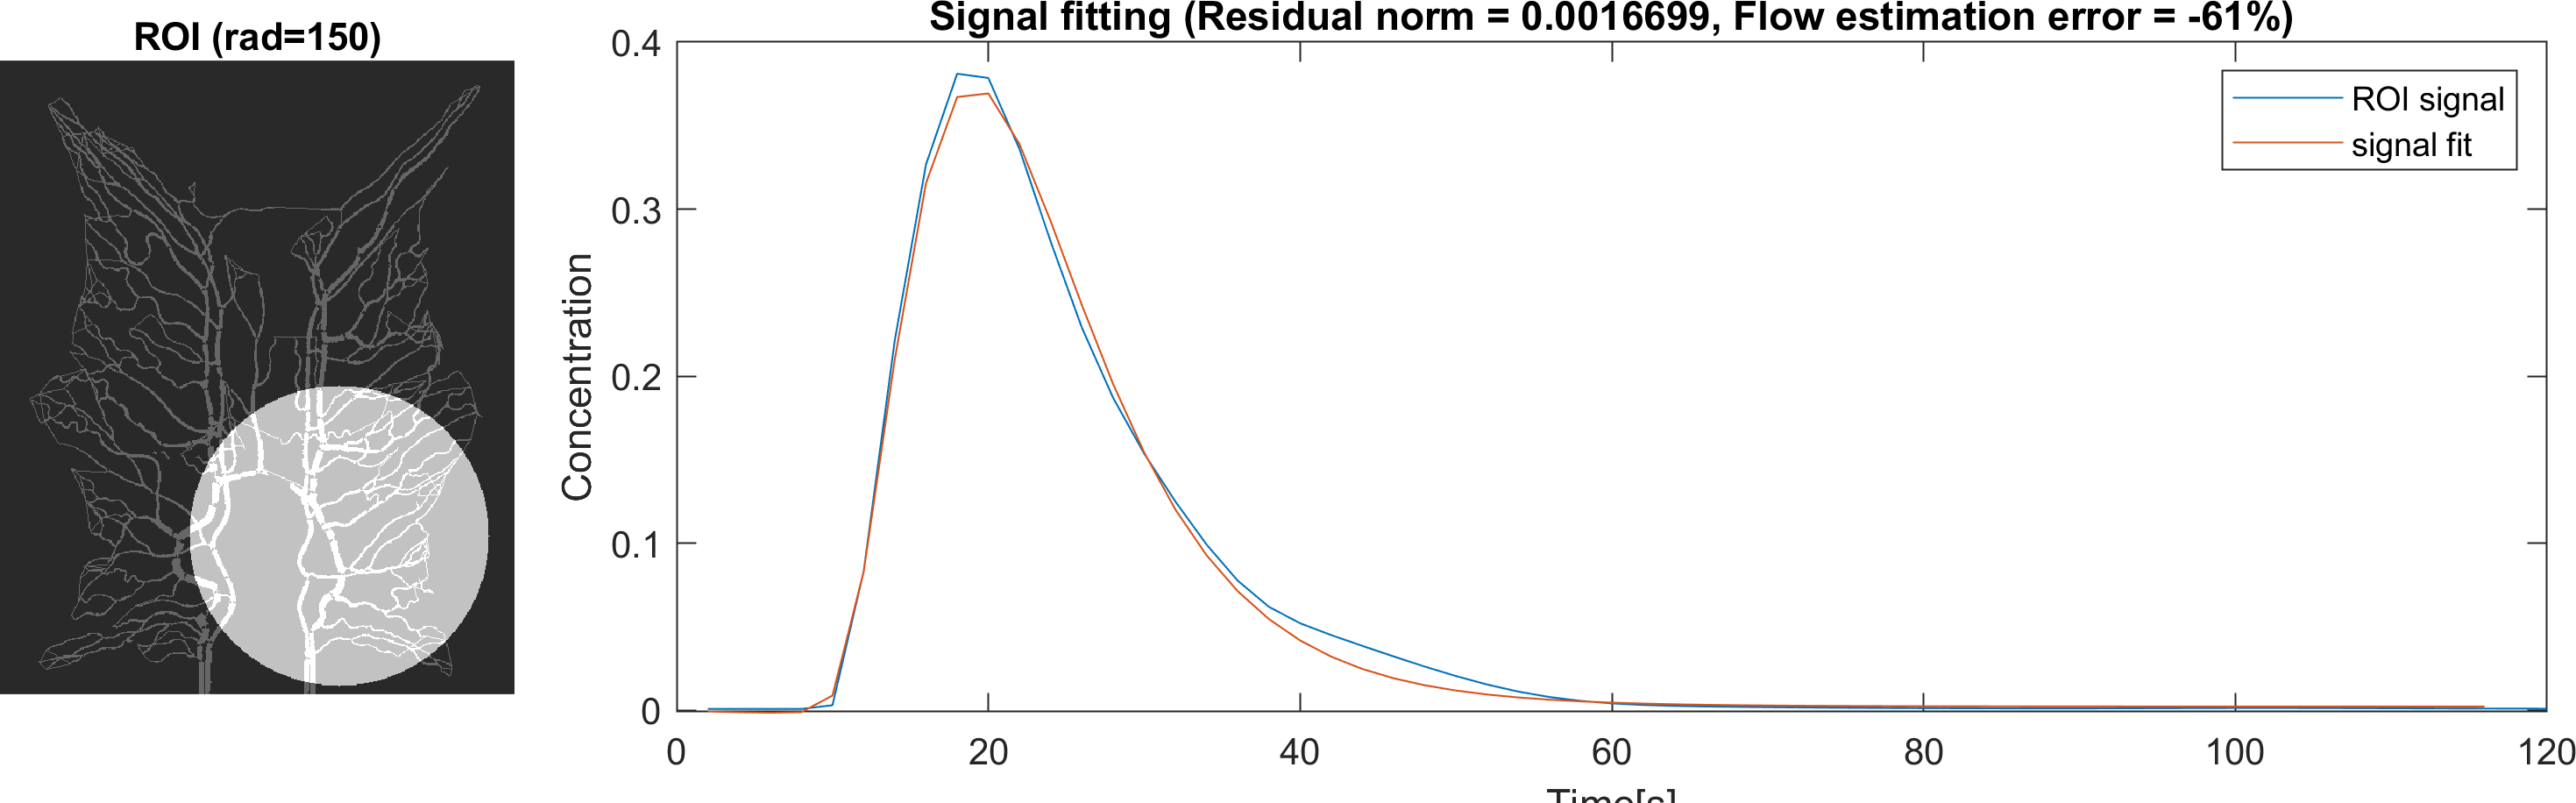 ROI (rad=150)
Signal fitting (Residual norm = 0.0016699, Flow estimation error = -61%)
0.4
0.3
0.2
0.1
0
Concentration
ROI signal
signal fit
0 20 40 60 80 100 120
Time[s]